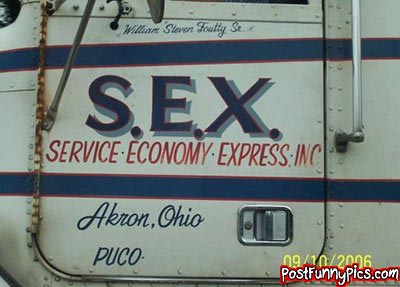 William Steven Foutty Sr.
S.E.X.
SERVICE · ECONOMY · EXPRESS, INC
Akron, Ohio
PUCO-
09/10/2006
PostFunnyPics.com